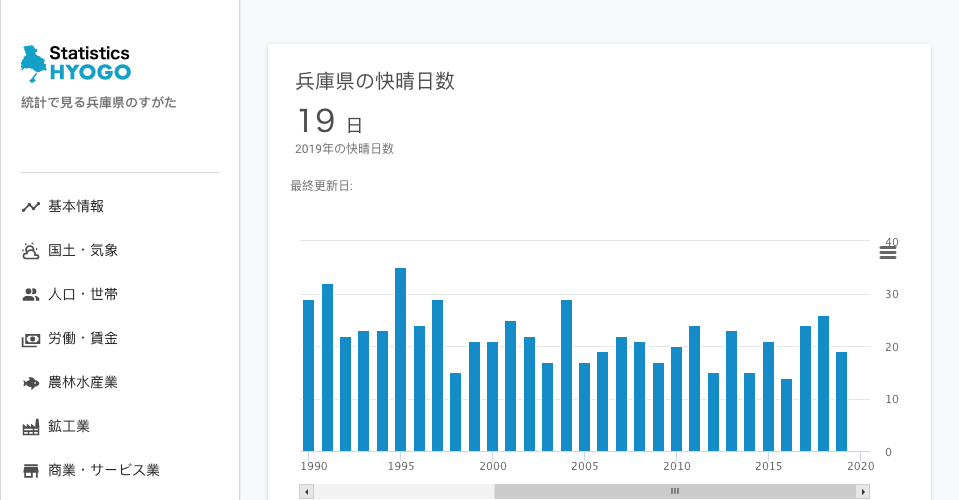 Statistics
HYOGO
統計で見る兵庫県のすがた
基本情報
国土・気象
人口・世帯
労働・賃金
農林水産業
鉱工業
商業・サービス業
兵庫県の快晴日数
19 日
2019年の快晴日数
最終更新日:
40
30
20
10
0
1990 1995 2000 2005 2010 2015 2020